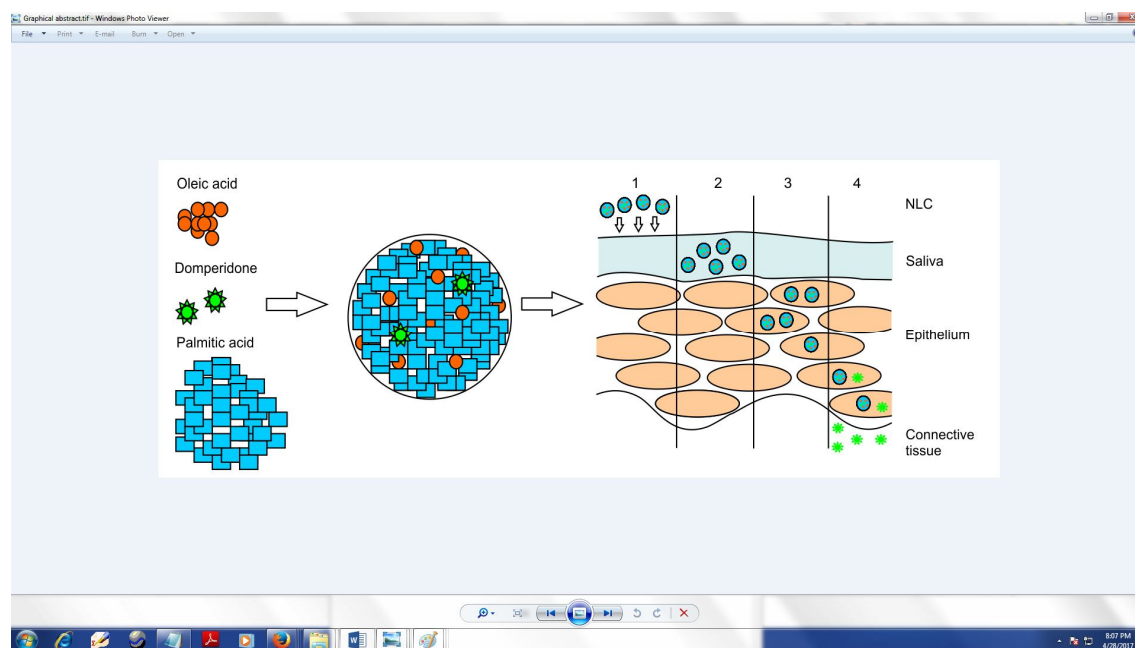 Graphical abstract.tif - Windows Photo Viewer
File Print E-mail Burn Open
Oleic acid
Domperidone
Palmitic acid
1 2 3 4
NLC
Saliva
Epithelium
Connective
tissue
8:07 PM
4/28/2017